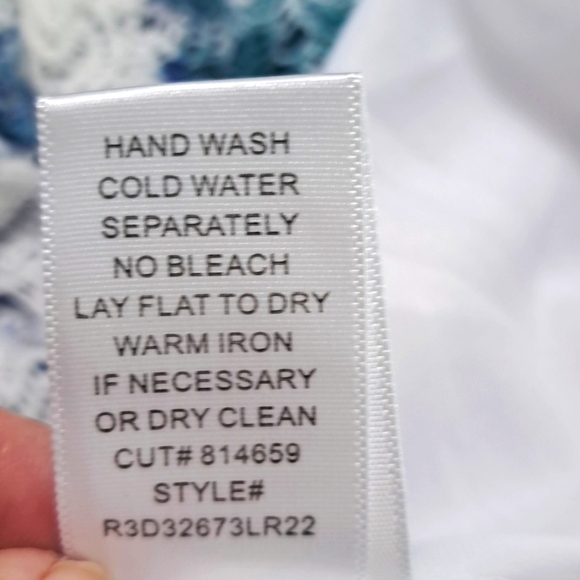 HAND WASH
COLD WATER
SEPARATELY
NO BLEACH
LAY FLAT TO DRY
WARM IRON
IF NECESSARY
OR DRY CLEAN
CUT# 814659
STYLE#
R3D32673LR22